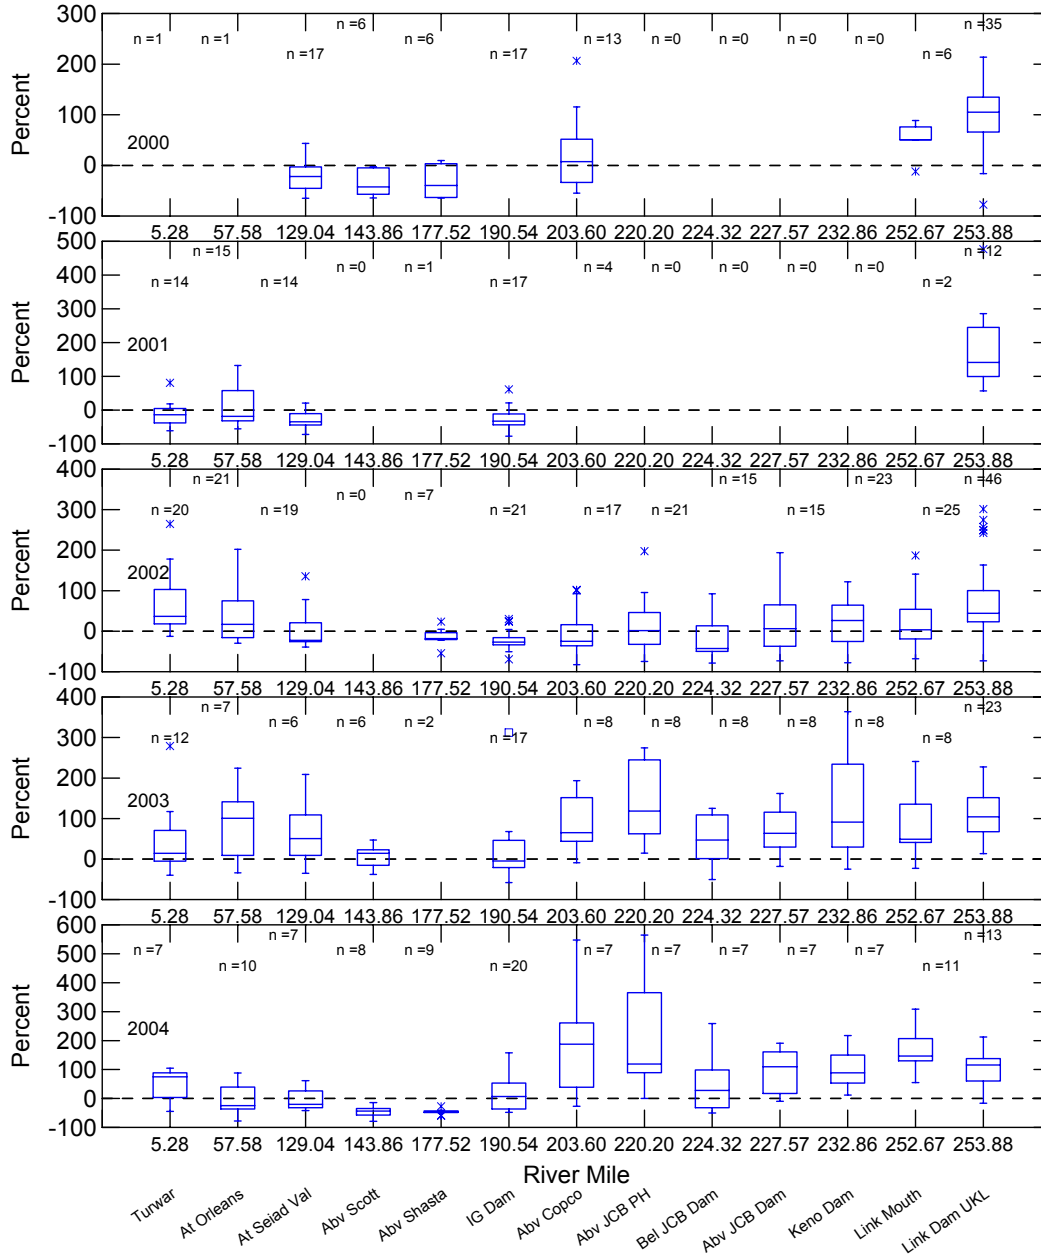 300
n =6
n =35
n =1
n =1
n =6
n =13
n =0
n =0
n =0
n =0
n =17
n =17
n =6
200
Percent
100
2000
0
-100
5.28 57.58 129.04 143.86 177.52 190.54 203.60 220.20 224.32 227.57 232.86 252.67 253.88
500
n =15
n =12
n =0
n =1
n =4
n =0
n =0
n =0
n =0
400
n =14
n =14
n =17
n =2
300
Percent
200
2001
100
0
-100
5.28 57.58 129.04 143.86 177.52 190.54 203.60 220.20 224.32 227.57 232.86 252.67 253.88
400
n =21
n =15
n =23
n =46
n =0
n =7
300
n =20
n =19
n =21
n =17
n =21
n =15
n =25
Percent
200
2002
100
0
-100
5.28 57.58 129.04 143.86 177.52 190.54 203.60 220.20 224.32 227.57 232.86 252.67 253.88
400
n =7
n =23
n =6
n =6
n =2
n =8
n =8
n =8
n =8
n =8
300
n =12
n =17
n =8
Percent
200
2003
100
0
-100
5.28 57.58 129.04 143.86 177.52 190.54 203.60 220.20 224.32 227.57 232.86 252.67 253.88
600
n =7
n =13
n =7
n =8
n =9
n =7
n =7
n =7
n =7
n =7
500
n =10
n =20
n =11
400
Percent
300
2004
200
100
0
-100
5.28 57.58 129.04 143.86 177.52 190.54 203.60 220.20 224.32 227.57 232.86 252.67 253.88
River Mile
Turwar
At Orleans
At Seiad Val
Abv Scott
Abv Shasta
IG Dam
Abv Copco
Abv JCB PH
Bel JCB Dam
Abv JCB Dam
Keno Dam
Link Mouth
Link Dam UKL